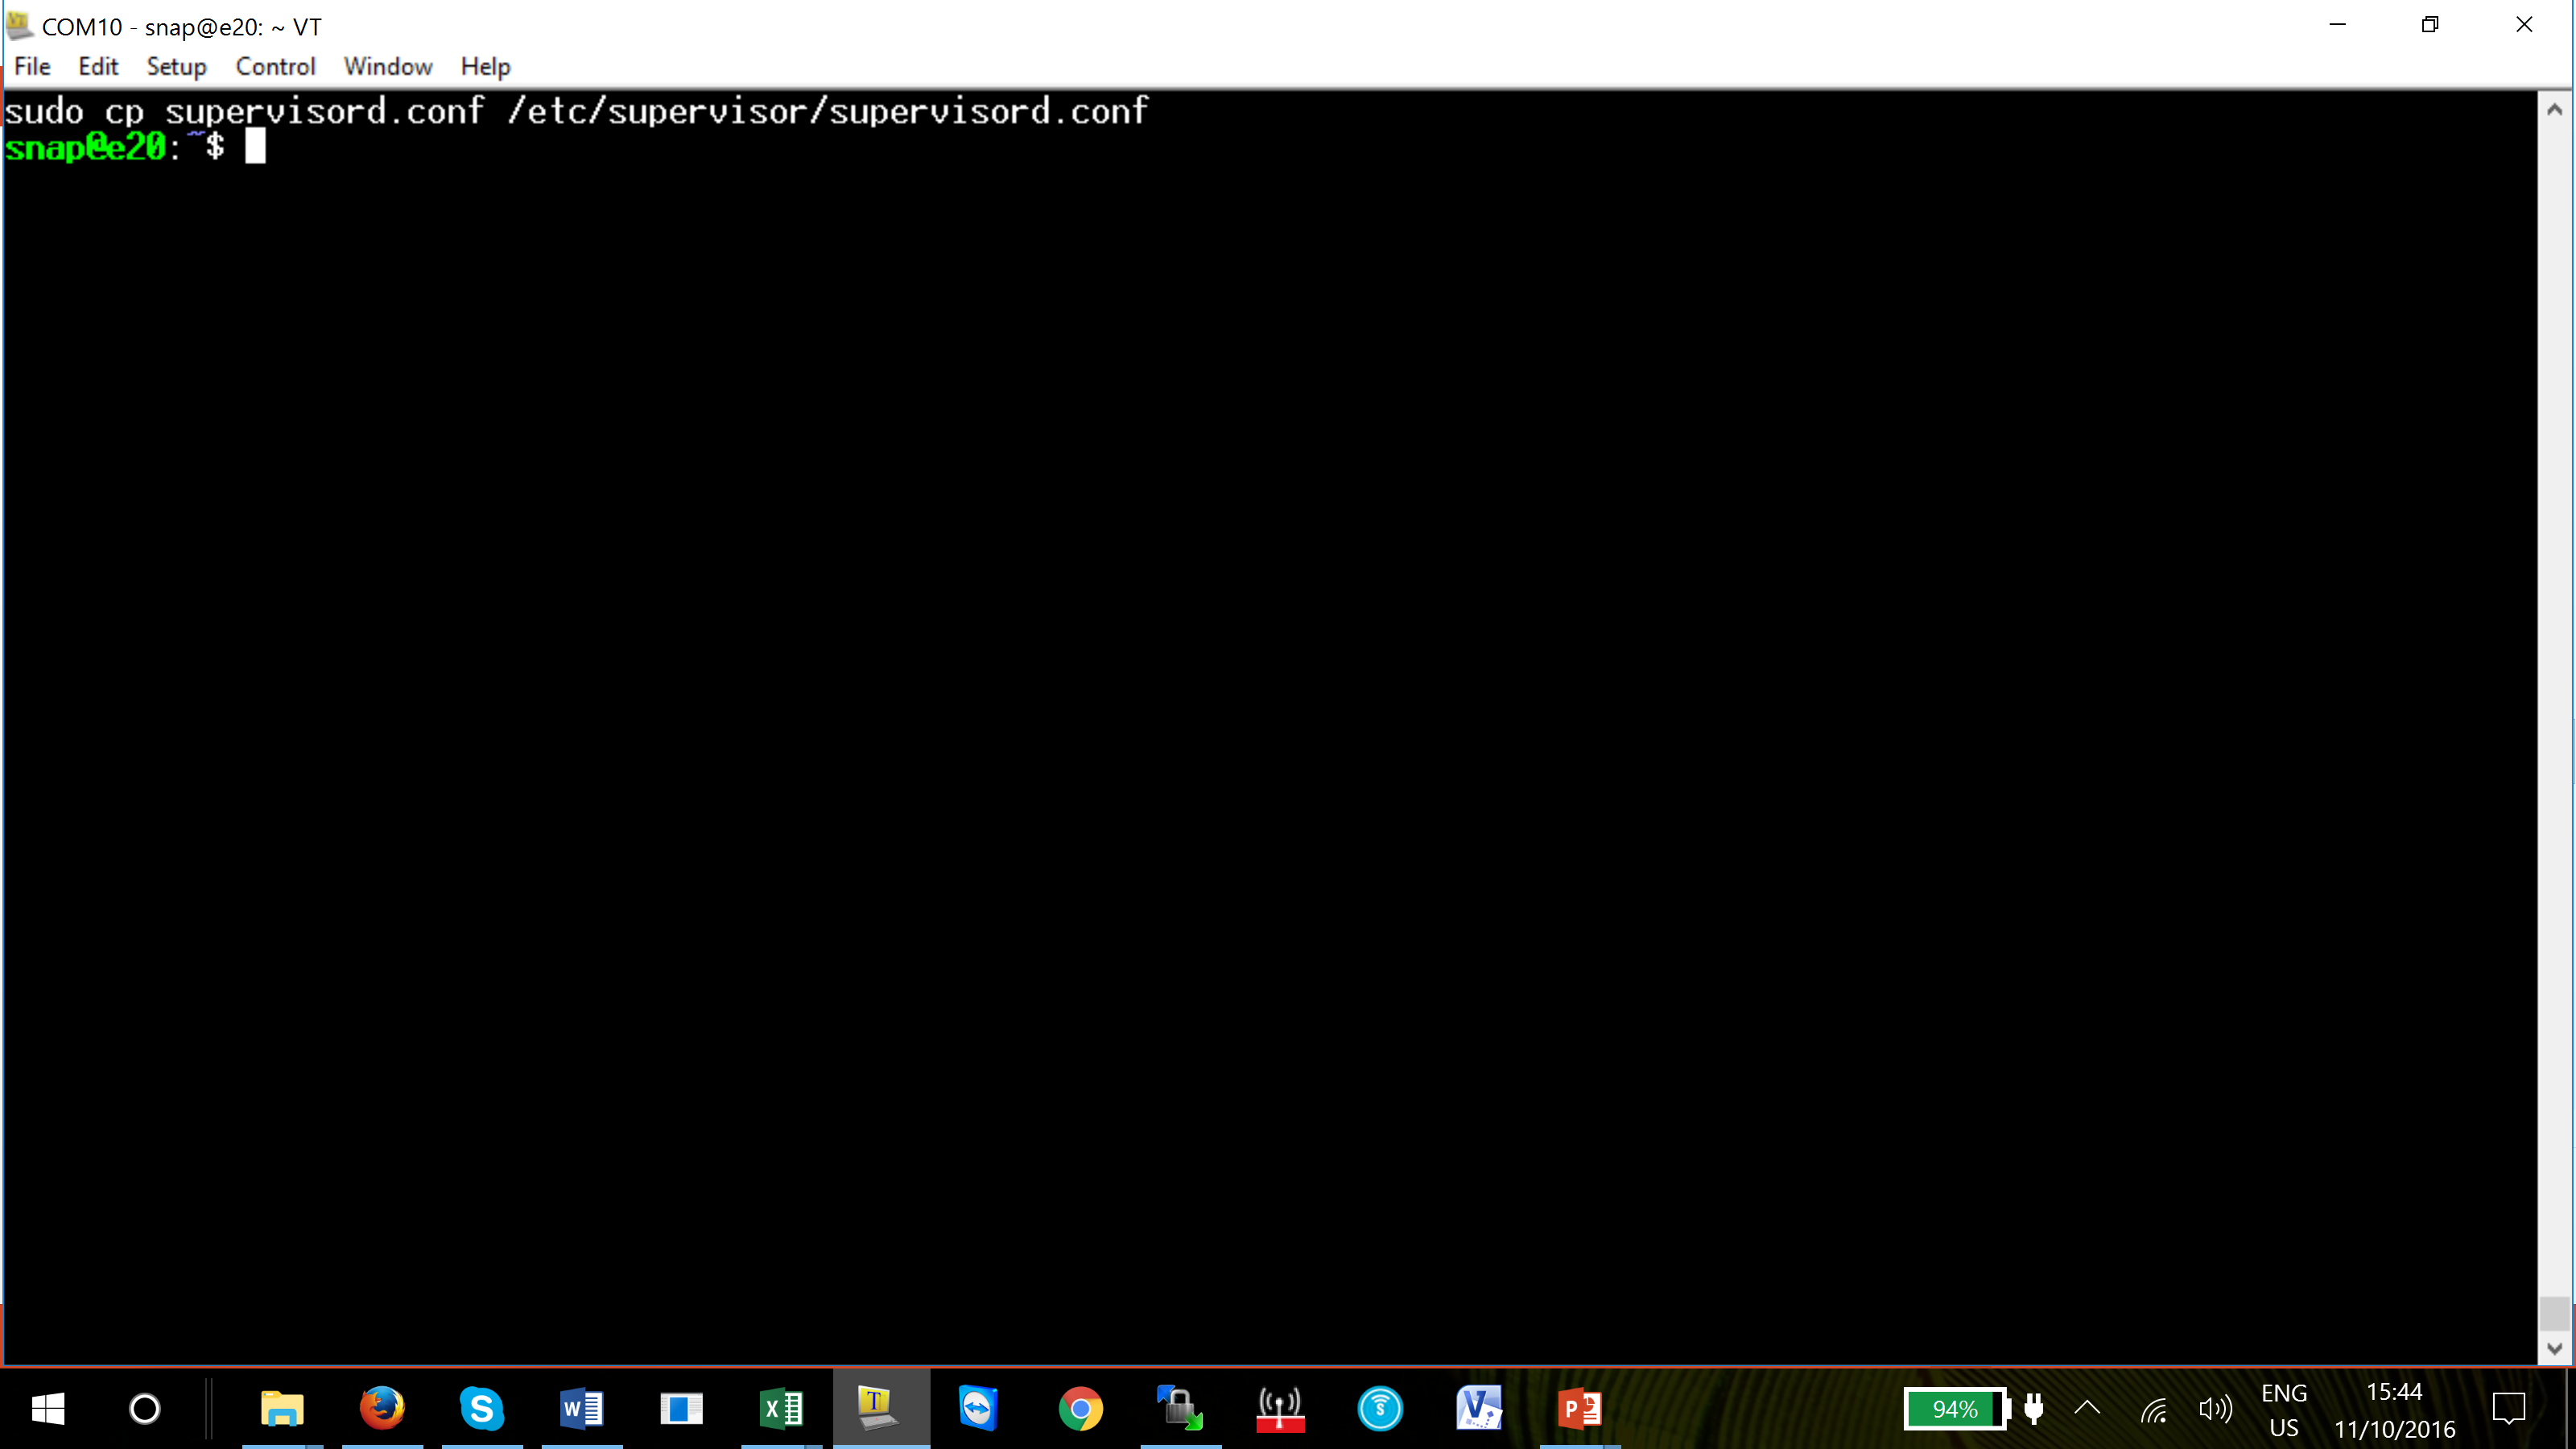 COM10 - snap@e20: ~ VT
File Edit Setup Control Window Help
sudo cp supervisord.conf /etc/supervisor/supervisord.conf
snap@e20:~$
94%
ENG
US
15:44
11/10/2016